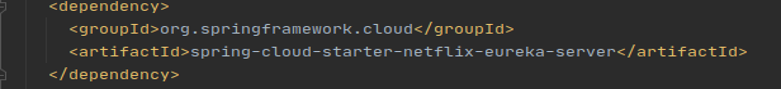 <dependency>
<groupId>org.springframework.cloud</groupId>
<artifactId>spring-cloud-starter-netflix-eureka-server</artifactId>
</dependency>